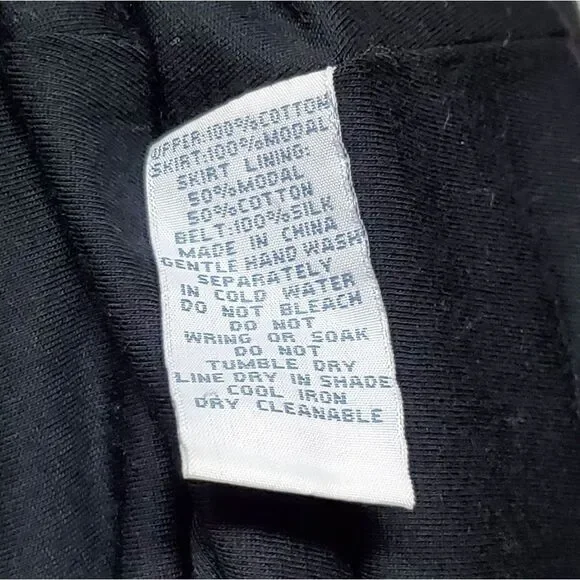 UPPER:100%COTTON
SKIRT:100%MODAL
SKIRT LINING:
50%MODAL
50%COTTON
BELT:100%SILK
MADE IN CHINA
GENTLE HAND WASH
SEPARATELY
IN COLD WATER
DO NOT BLEACH
DO NOT
WRING OR SOAK
DO NOT
TUMBLE DRY
LINE DRY IN SHADE
COOL IRON
DRY CLEANABLE